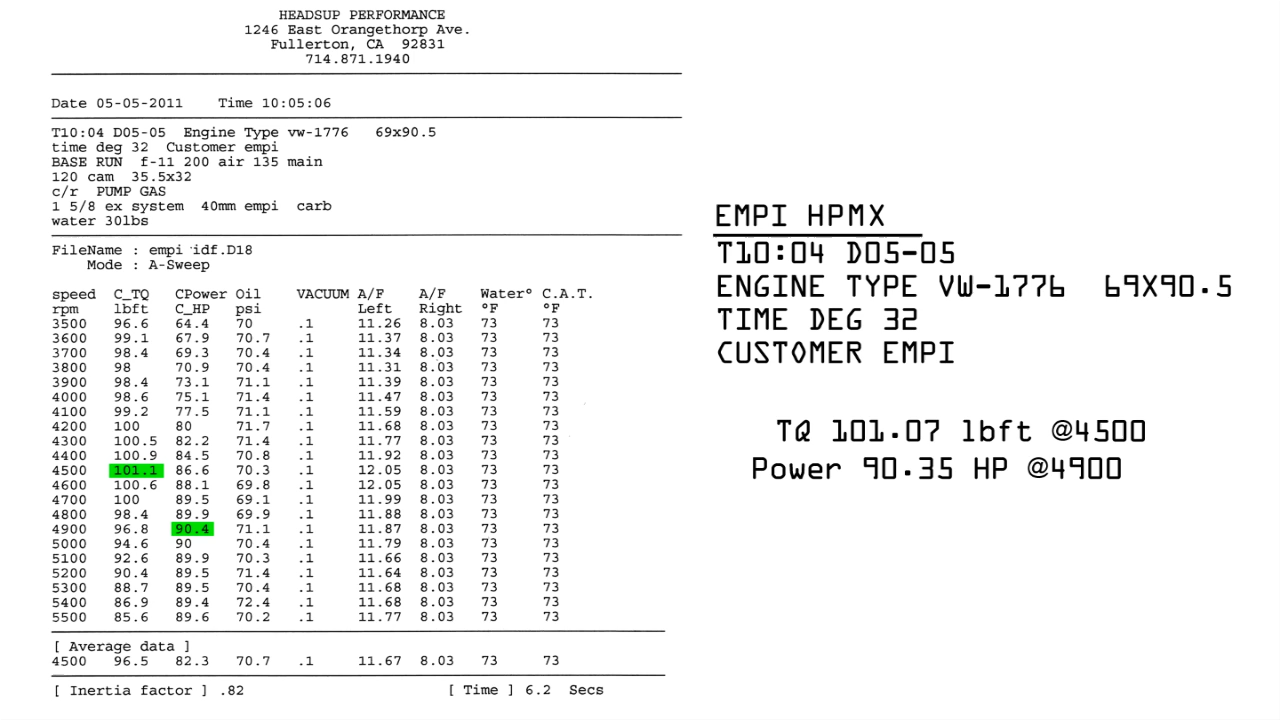 HEADSUP PERFORMANCE
1246 East Orangethorp Ave.
Fullerton, CA 92831
714.871.1940
Date 05-05-2011 Time 10:05:06
T10:04 D05-05 Engine Type vw-1776 69x90.5
time deg 32 Customer empi
BASE RUN f-11 200 air 135 main
120 cam 35.5x32
c/r PUMP GAS
1 5/8 ex system 40mm empi carb
water 30lbs
FileName : empi idf.D18
Mode : A-Sweep
speed C_TQ CPower Oil VACUUM A/F A/F Water° C.A.T.
rpm lbft C_HP psi Left Right °F °F
3500 96.6 64.4 70 .1 11.26 8.03 73 73
3600 99.1 67.9 70.7 .1 11.37 8.03 73 73
3700 98.4 69.3 70.4 .1 11.34 8.03 73 73
3800 98 70.9 70.4 .1 11.31 8.03 73 73
3900 98.4 73.1 71.1 .1 11.39 8.03 73 73
4000 98.6 75.1 71.4 .1 11.47 8.03 73 73
4100 99.2 77.5 71.1 .1 11.59 8.03 73 73
4200 100 80 71.7 .1 11.68 8.03 73 73
4300 100.5 82.2 71.4 .1 11.77 8.03 73 73
4400 100.9 84.5 70.8 .1 11.92 8.03 73 73
4500 101.1 86.6 70.3 .1 12.05 8.03 73 73
4600 100.6 88.1 69.8 .1 12.05 8.03 73 73
4700 100 89.5 69.1 .1 11.99 8.03 73 73
4800 98.4 89.9 69.9 .1 11.88 8.03 73 73
4900 96.8 90.4 71.1 .1 11.87 8.03 73 73
5000 94.6 90 70.4 .1 11.79 8.03 73 73
5100 92.6 89.9 70.3 .1 11.66 8.03 73 73
5200 90.4 89.5 71.4 .1 11.64 8.03 73 73
5300 88.7 89.5 70.4 .1 11.68 8.03 73 73
5400 86.9 89.4 72.4 .1 11.68 8.03 73 73
5500 85.6 89.6 70.2 .1 11.77 8.03 73 73
[ Average data ]
4500 96.5 82.3 70.7 .1 11.67 8.03 73 73
[ Inertia factor ] .82 [ Time ] 6.2 Secs
EMPI HPMX
T10:04 D05-05
ENGINE TYPE VW-1776 69X90.5
TIME DEG 32
CUSTOMER EMPI
TQ 101.07 lbft @4500
Power 90.35 HP @4900